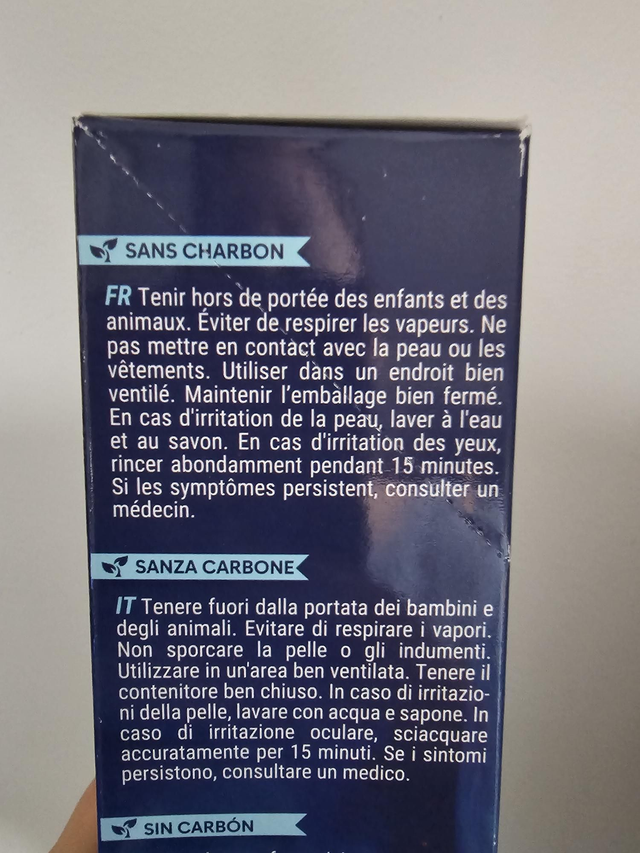 SANS CHARBON
FR Tenir hors de portée des enfants et des
animaux. Éviter de respirer les vapeurs. Ne
pas mettre en contact avec la peau ou les
vêtements. Utiliser dans un endroit bien
ventilé. Maintenir l'emballage bien fermé.
En cas d'irritation de la peau, laver à l'eau
et au savon. En cas d'irritation des yeux,
rincer abondamment pendant 15 minutes.
Si les symptômes persistent, consulter un
médecin.
SANZA CARBONE
IT Tenere fuori dalla portata dei bambini e
degli animali. Evitare di respirare i vapori.
Non sporcare la pelle o gli indumenti.
Utilizzare in un'area ben ventilata. Tenere il
contenitore ben chiuso. In caso di irritazio-
ni della pelle, lavare con acqua e sapone. In
caso di irritazione oculare, sciacquare
accuratamente per 15 minuti. Se i sintomi
persistono, consultare un medico.
SIN CARBÓN